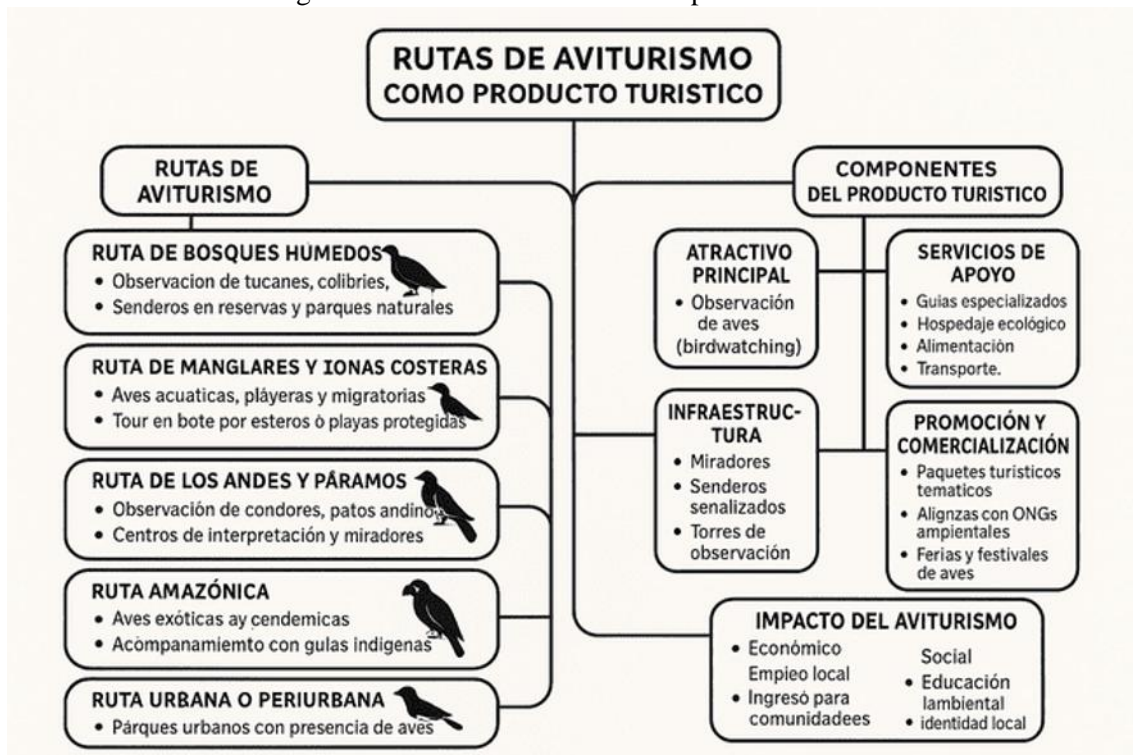 RUTAS DE AVITURISMO
COMO PRODUCTO TURISTICO
RUTAS DE
AVITURISMO
RUTA DE BOSQUES HÚMEDOS
• Observacion de tucanes, colibries,
• Senderos en reservas y parques naturales
RUTA DE MANGLARES Y IONAS COSTERAS
• Aves acuaticas, pláyeras y migratorias
• Tour en bote por esteros ò playas protegidas
RUTA DE LOS ANDES Y PÁRAMOS
• Observación de condores, patos andino
• Centros de interpretación y miradores
RUTA AMAZÓNICA
• Aves exóticas ay cendemicas
• Acompanamiento con gulas indigenas
RUTA URBANA O PERIURBANA
• Párques urbanos con presencia de aves
COMPONENTES
DEL PRODUCTO TURISTICO
ATRACTIVO
PRINCIPAL
• Observación
de aves
(birdwatching)
SERVICIOS DE
APOYO
• Guias especializados
• Hospedaje ecológico
• Alimentación
• Transporte.
INFRAESTRUC-
TURA
• Miradores
• Senderos
senalizados
• Torres de
observación
PROMOCIÓN Y
COMERCIALIZACIÓN
• Paquetes turísticos
tematicos
• Alignzas con ONGs
ampientales
• Ferias y festivales
de aves
IMPACTO DEL AVITURISMO
• Económico
Empieo local
• Ingresó para
comunidadees
Social
• Educación
lambiental
• identidad local